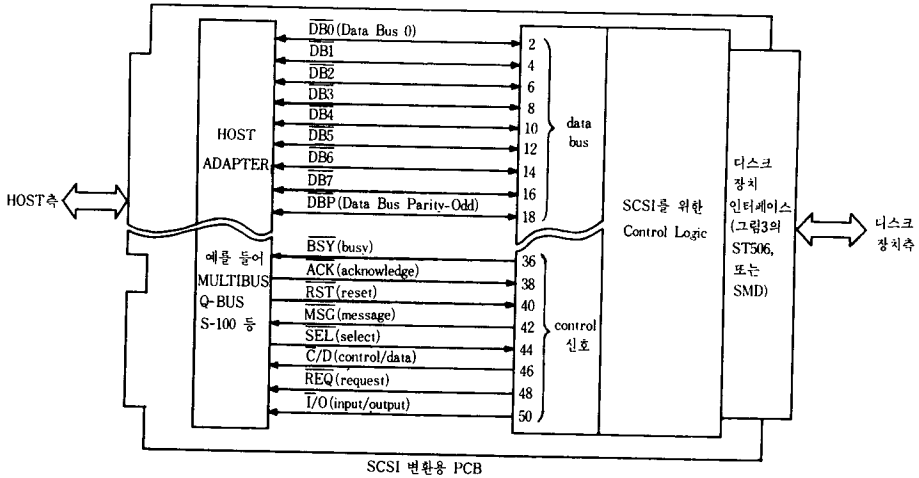 DB0 (Data Bus 0)
DB1
DB2
DB3
DB4
DB5
DB6
DB7
DBP (Data Bus Parity-Odd)
BSY (busy)
ACK (acknowledge)
RST (reset)
MSG (message)
SEL (select)
C/D (control/data)
REQ (request)
I/O (input/output)
HOST
ADAPTER
예를 들어
MULTIBUS
Q-BUS
S-100 등
HOST측
2
4
6
8
10
12
14
16
18
36
38
40
42
44
46
48
50
data
bus
control
신호
SCSI를 위한
Control Logic
디스크
장치
인터페이스
(그림3의
ST506,
또는
SMD)
디스크
장치측
SCSI 변환용 PCB